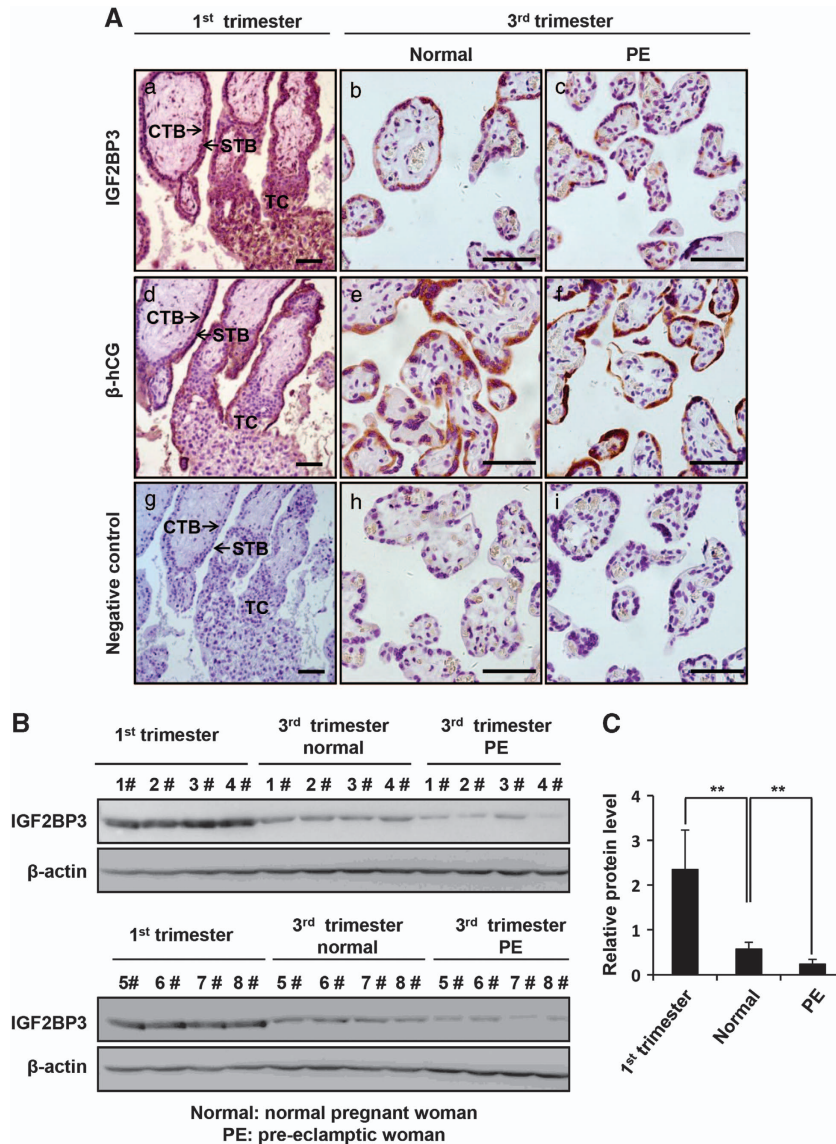 A
1st trimester
3rd trimester
Normal
PE
IGF2BP3
a
CTB→
←STB
TC
b
c
β-hCG
d
CTB→
←STB
TC
e
f
Negative control
g
CTB→
←STB
TC
h
i
B
1st trimester
3rd trimester
normal
3rd trimester
PE
1# 2 # 3 # 4 # 1 # 2 # 3 # 4 # 1 # 2 # 3 # 4 #
IGF2BP3
β-actin
1st trimester
3rd trimester
normal
3rd trimester
PE
5# 6 # 7 # 8 # 5 # 6 # 7 # 8 # 5 # 6 # 7 # 8 #
IGF2BP3
β-actin
Normal: normal pregnant woman
PE: pre-eclamptic woman
C
Relative protein level
4
3
2
1
0
** **
1st trimester
Normal
PE